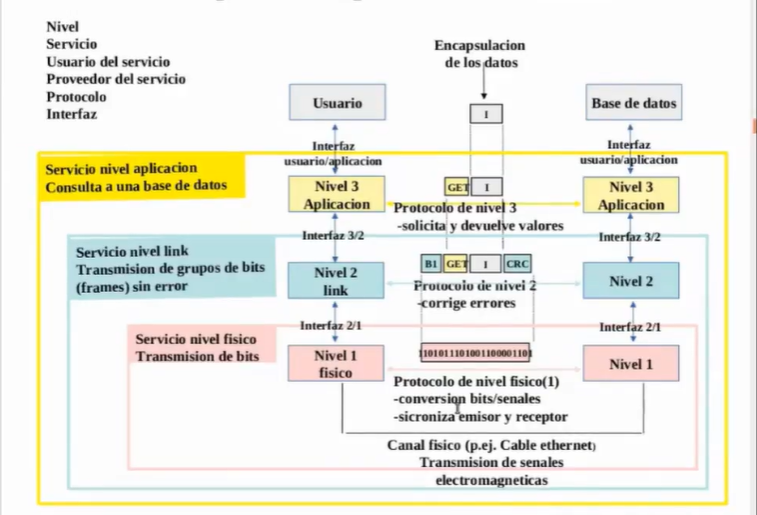 Nivel
Servicio
Usuario del servicio
Proveedor del servicio
Protocolo
Interfaz
Encapsulacion
de los datos
Usuario
I
Base de datos
Interfaz
usuario/aplicacion
Interfaz
usuario/aplicacion
Servicio nivel aplicacion
Consulta a una base de datos
Nivel 3
Aplicacion
GET I
Nivel 3
Aplicacion
Protocolo de nivel 3
-solicita y devuelve valores
Interfaz 3/2
Interfaz 3/2
Servicio nivel link
Transmision de grupos de bits
(frames) sin error
Nivel 2
link
B1 GET I CRC
Nivel 2
Protocolo de nivel 2
-corrige errores
Interfaz 2/1
Interfaz 2/1
Servicio nivel fisico
Transmision de bits
Nivel 1
fisico
Nivel 1
Protocolo de nivel fisico(1)
-conversion bits/senales
-sicroniza emisor y receptor
Canal fisico (p.ej. Cable ethernet)
Transmision de senales
electromagneticas